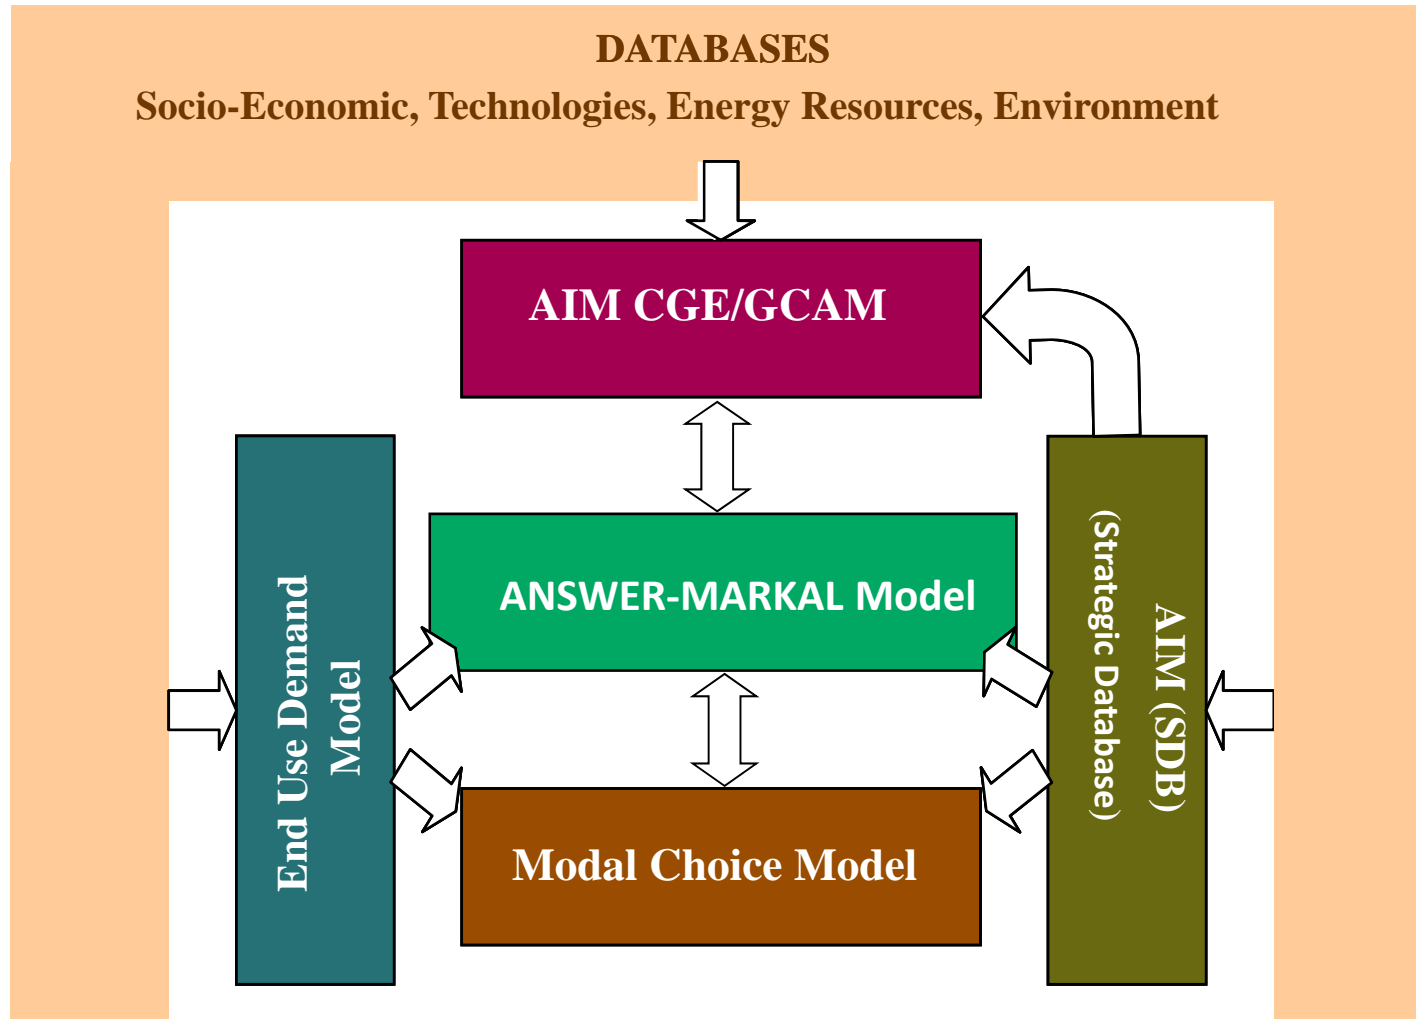 DATABASES
Socio-Economic, Technologies, Energy Resources, Environment
AIM CGE/GCAM
End Use Demand
Model
ANSWER-MARKAL Model
AIM (SDB)
(Strategic Database)
Modal Choice Model